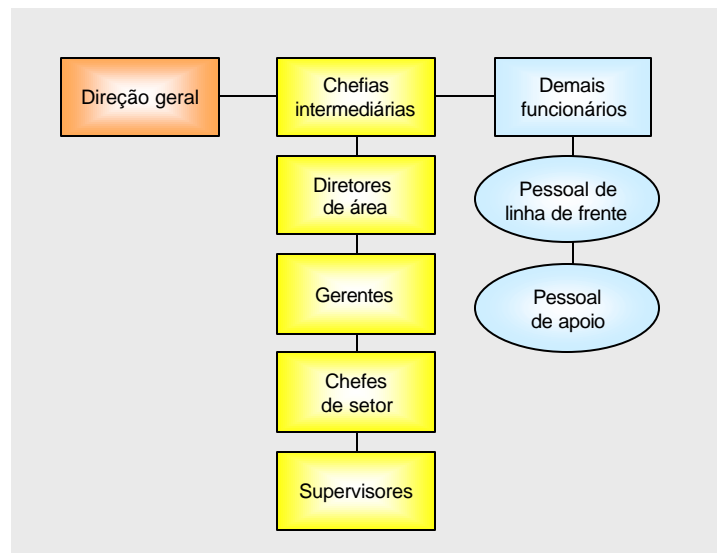 Direção geral
Chefias
intermediárias
Demais
funcionários
Diretores
de área
Pessoal de
linha de frente
Gerentes
Pessoal
de apoio
Chefes
de setor
Supervisores